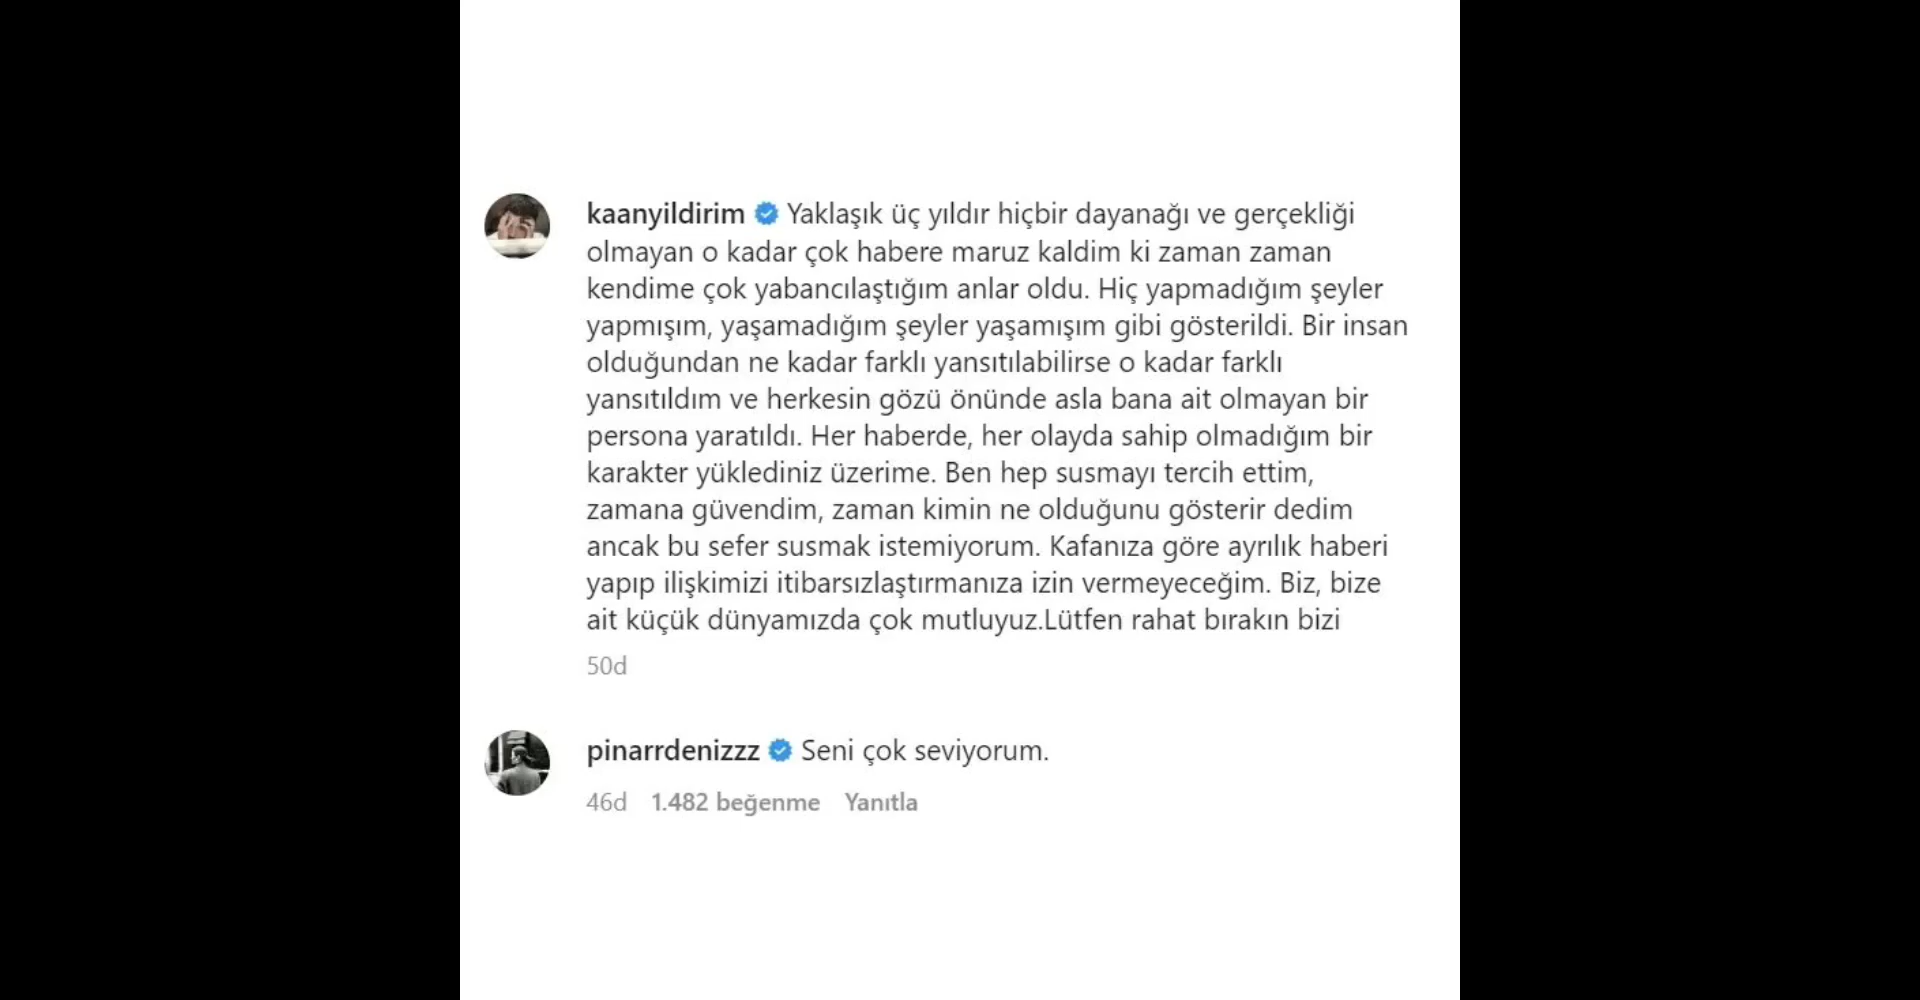 kaanyildirim Yaklaşık üç yıldır hiçbir dayanağı ve gerçekliği
olmayan o kadar çok habere maruz kaldim ki zaman zaman
kendime çok yabancılaştığım anlar oldu. Hiç yapmadığım şeyler
yapmışım, yaşamadığım şeyler yaşamışım gibi gösterildi. Bir insan
olduğundan ne kadar farklı yansıtılabilirse o kadar farklı
yansıtıldım ve herkesin gözü önünde asla bana ait olmayan bir
persona yaratıldı. Her haberde, her olayda sahip olmadığım bir
karakter yüklediniz üzerime. Ben hep susmayı tercih ettim,
zamana güvendim, zaman kimin ne olduğunu gösterir dedim
ancak bu sefer susmak istemiyorum. Kafanıza göre ayrılık haberi
yapıp ilişkimizi itibarsızlaştırmanıza izin vermeyeceğim. Biz, bize
ait küçük dünyamızda çok mutluyuz.Lütfen rahat bırakın bizi
50d
pinarrdenizzz Seni çok seviyorum.
46d 1.482 beğenme Yanıtla